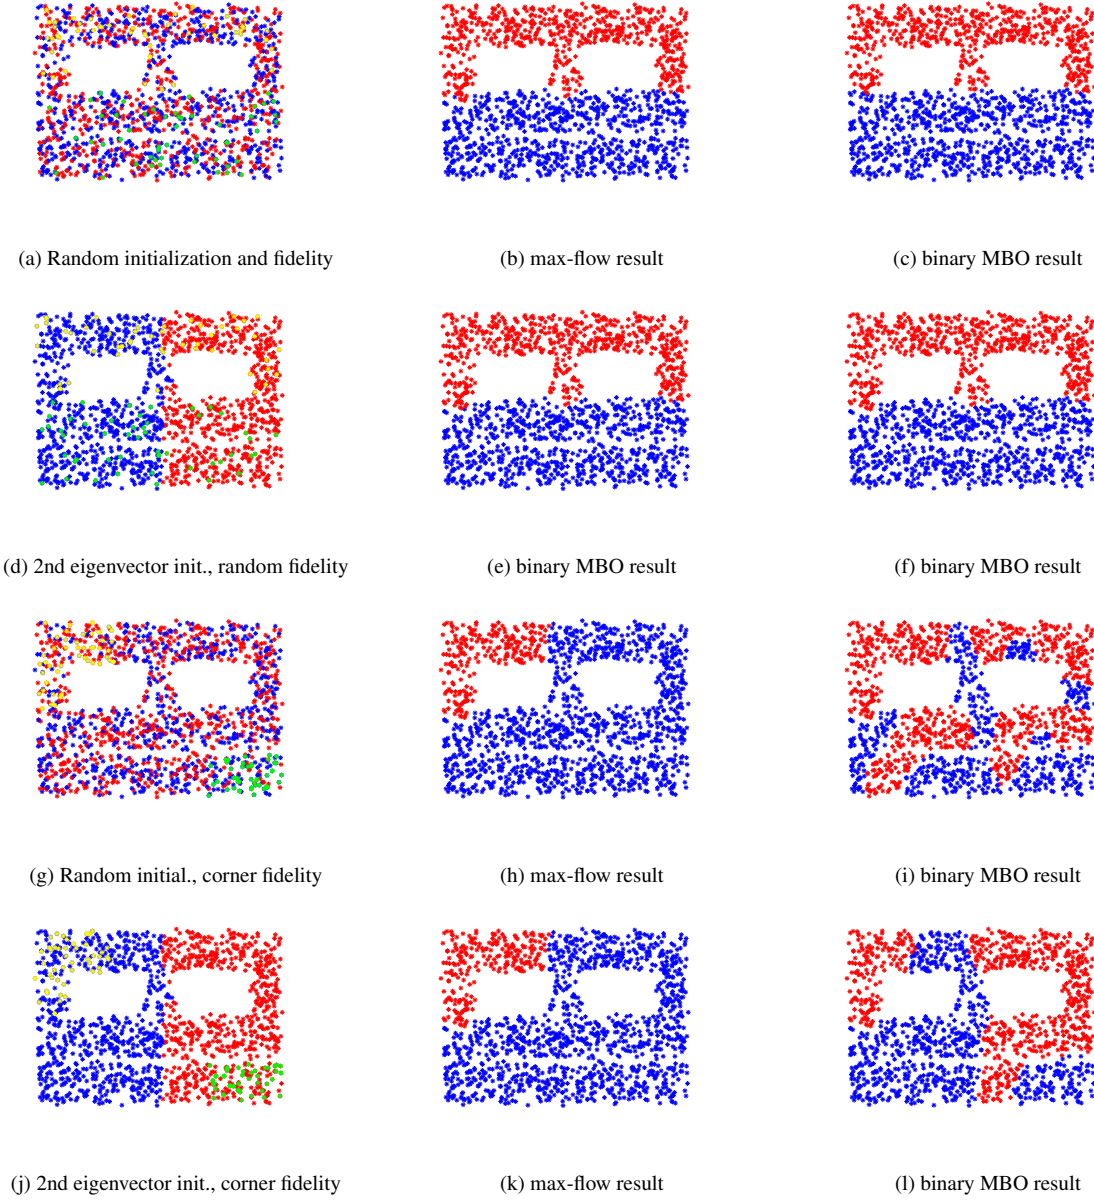 (a) Random initialization and fidelity
(b) max-flow result
(c) binary MBO result
(d) 2nd eigenvector init., random fidelity
(e) binary MBO result
(f) binary MBO result
(g) Random initial., corner fidelity
(h) max-flow result
(i) binary MBO result
(j) 2nd eigenvector init., corner fidelity
(k) max-flow result
(l) binary MBO result